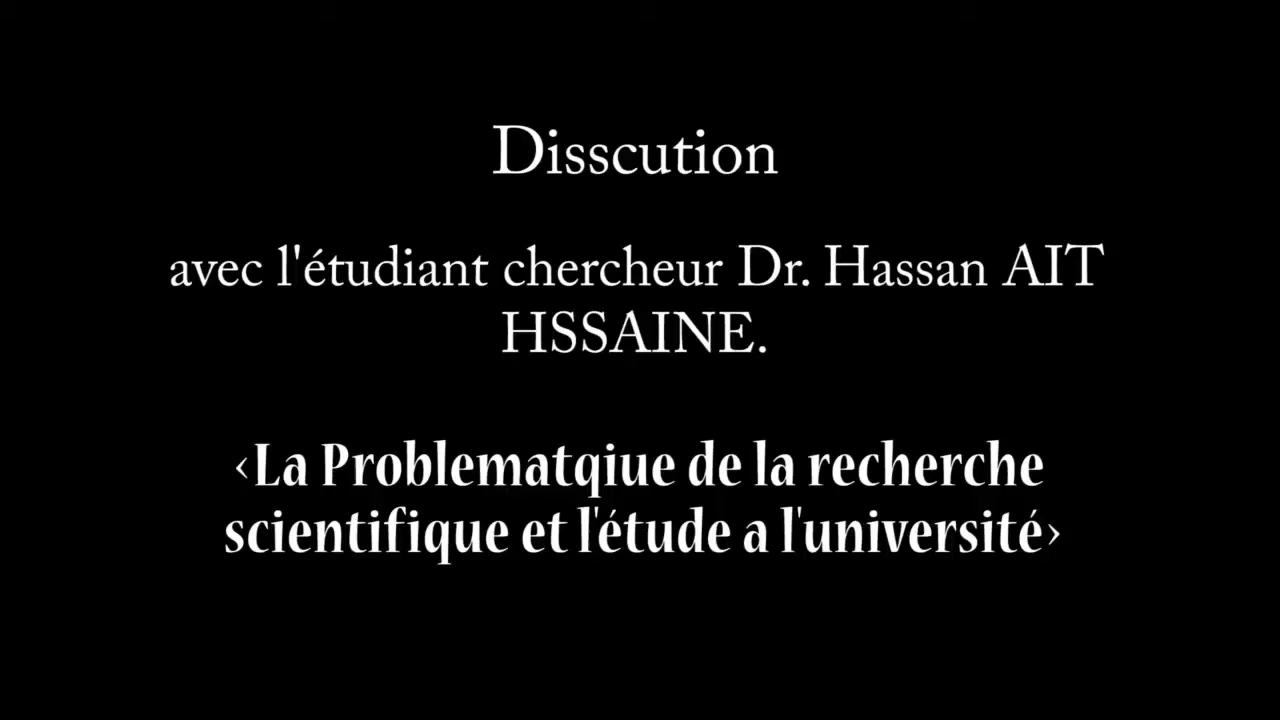 Disscution
avec l'étudiant chercheur Dr. Hassan AIT
HSSAINE.
‹La Problematqiue de la recherche
scientifique et l'étude a l'université›